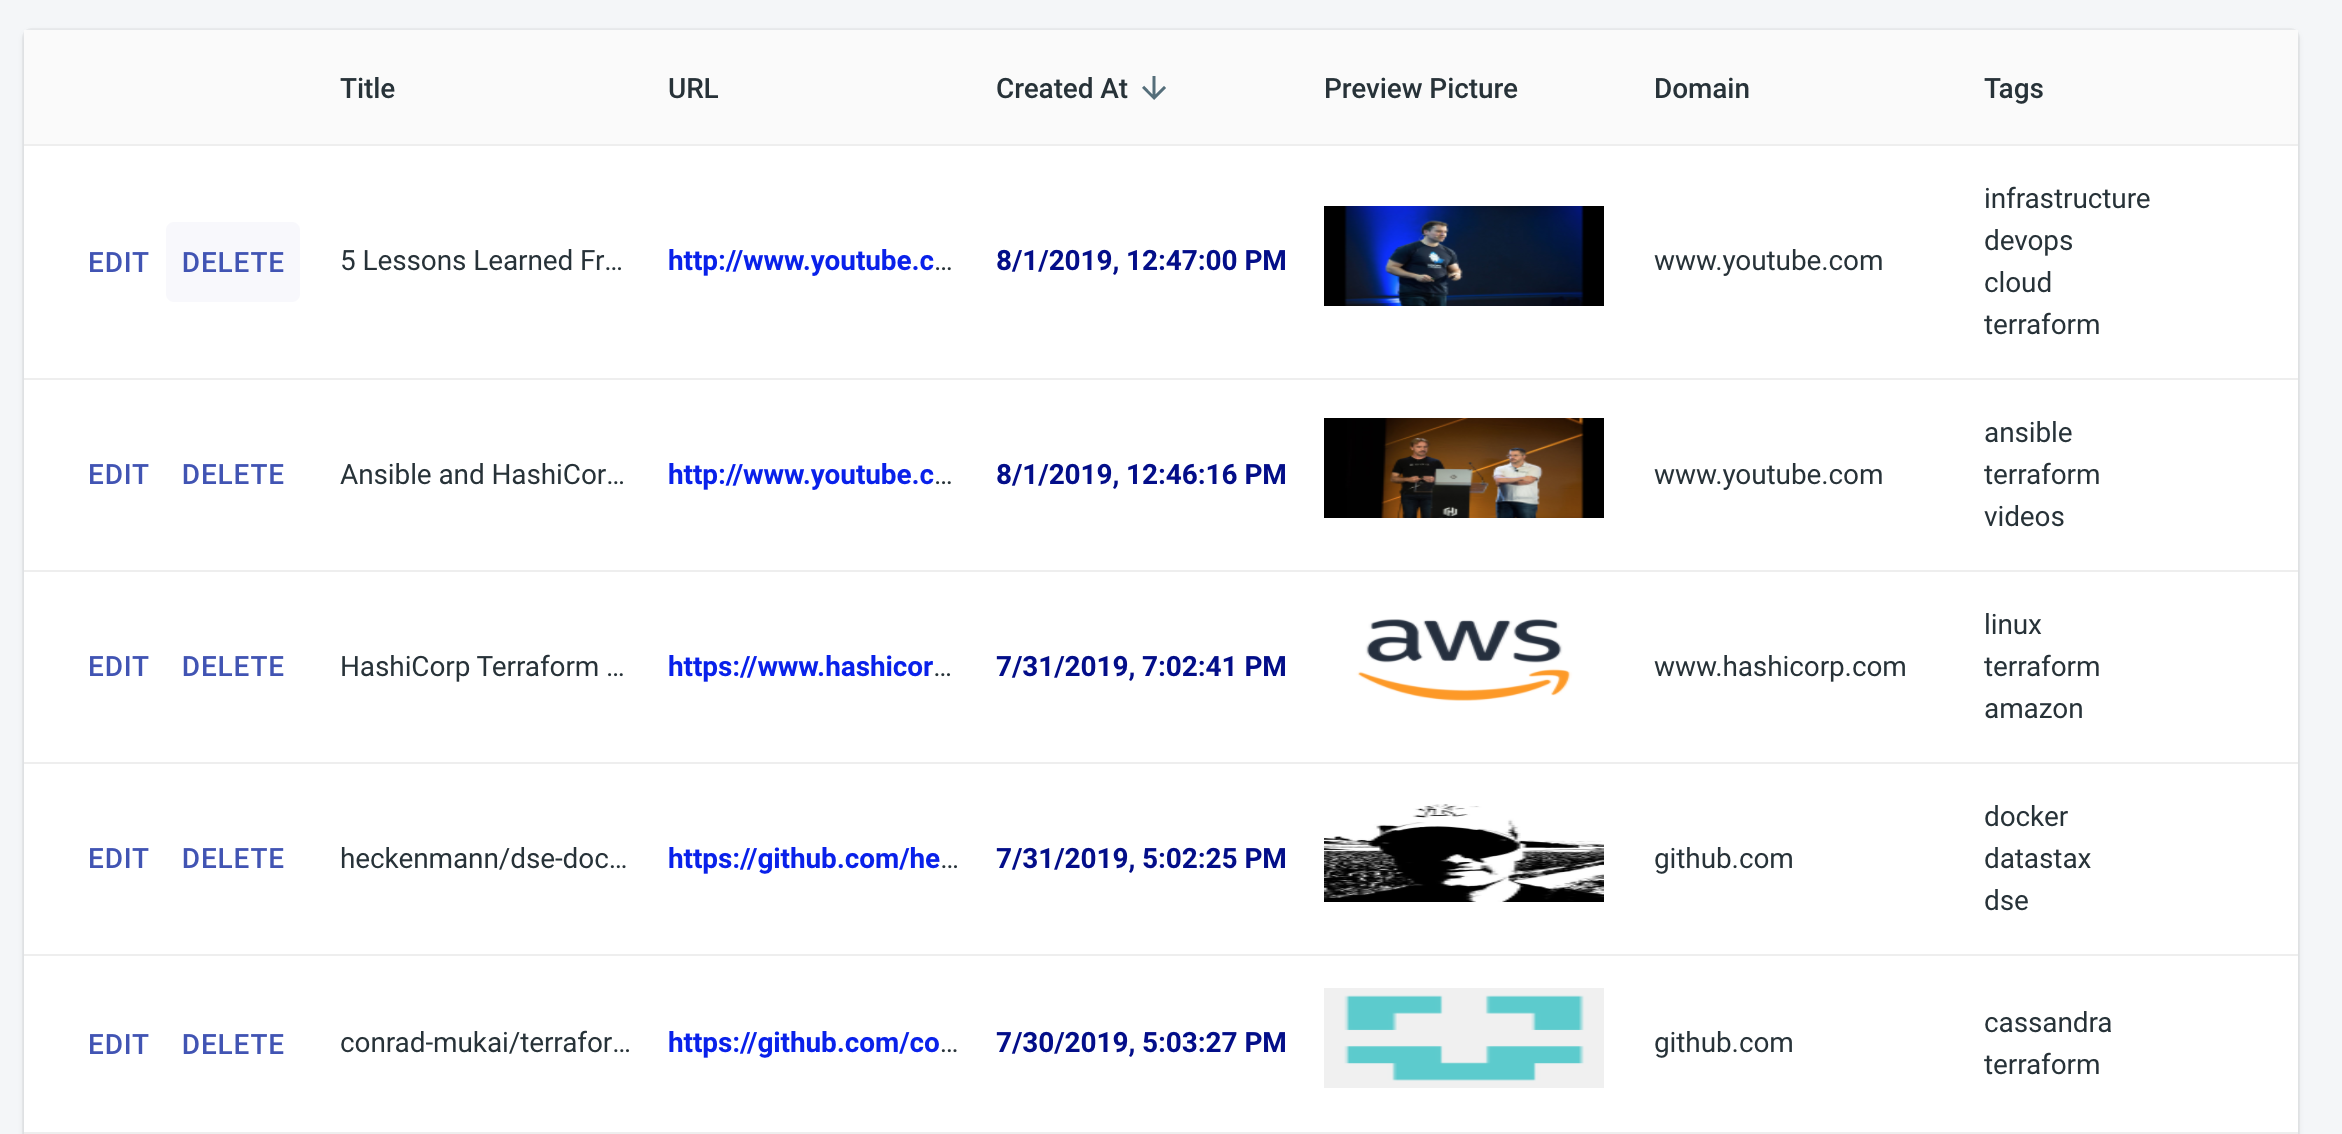 Title URL Created At Preview Picture Domain Tags
EDIT DELETE 5 Lessons Learned Fr... http://www.youtube.c... 8/1/2019, 12:47:00 PM www.youtube.com infrastructure
devops
cloud
terraform
EDIT DELETE Ansible and HashiCor... http://www.youtube.c... 8/1/2019, 12:46:16 PM www.youtube.com ansible
terraform
videos
EDIT DELETE HashiCorp Terraform ... https://www.hashicor... 7/31/2019, 7:02:41 PM aws www.hashicorp.com linux
terraform
amazon
EDIT DELETE heckenmann/dse-doc... https://github.com/he... 7/31/2019, 5:02:25 PM github.com docker
datastax
dse
EDIT DELETE conrad-mukai/terrafor... https://github.com/co... 7/30/2019, 5:03:27 PM github.com cassandra
terraform